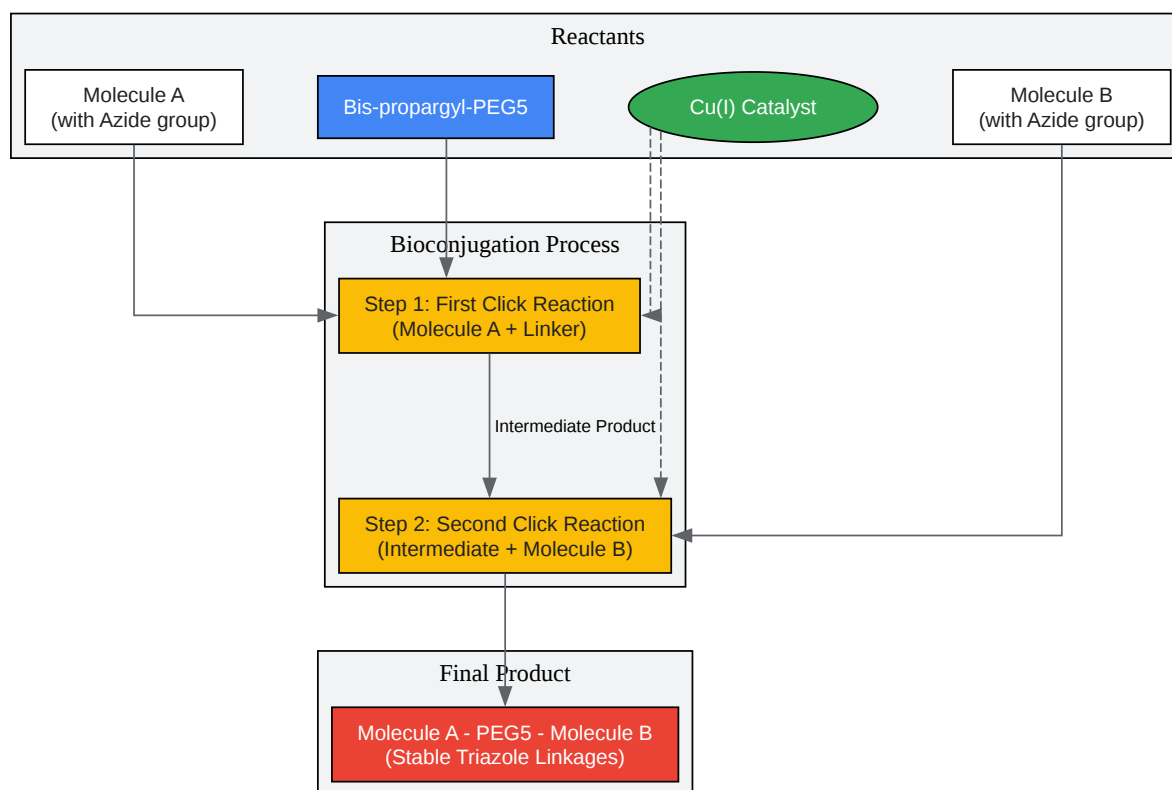 Reactants
Molecule A
(with Azide group)
Bis-propargyl-PEG5
Cu(I) Catalyst
Molecule B
(with Azide group)
Bioconjugation Process
Step 1: First Click Reaction
(Molecule A + Linker)
Intermediate Product
Step 2: Second Click Reaction
(Intermediate + Molecule B)
Final Product
Molecule A - PEG5 - Molecule B
(Stable Triazole Linkages)